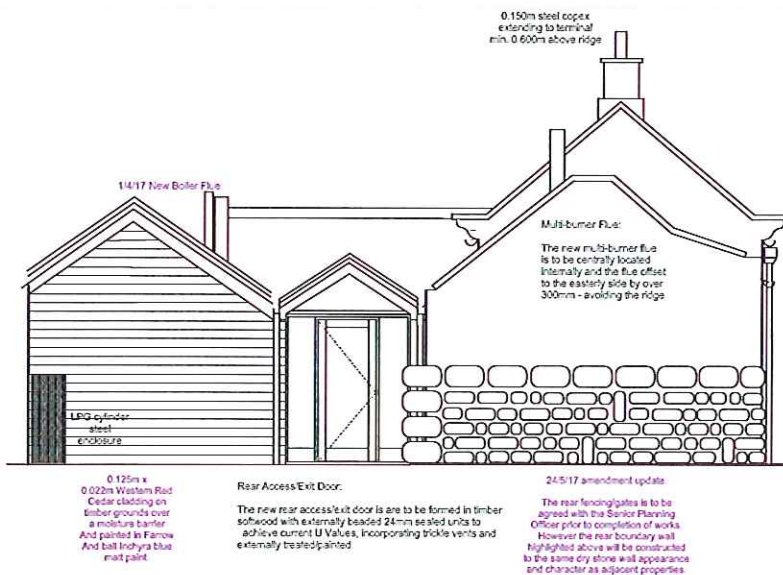 0.150m steel copex
extending to terminal
min. 0.600m above ridge
1/4/17 New Boiler Flue
Multi-burner Flue:
The new multi-burner flue
is to be centrally located
internally and the flue offset
to the easterly side by over
300mm - avoiding the ridge
LPG cylinder
steel
enclosure
0.125m x
0.022m Western Red
Cedar cladding on
timber grounds over
a moisture barrier
And painted in Farrow
And ball Inchyra blue
matt paint
Rear Access/Exit Door:
The new rear access/exit door is are to be formed in timber
softwood with externally beaded 24mm sealed units to
achieve current U Values, incorporating trickle vents and
externally treated/painted
24/5/17 amendment update
The rear fencing/gates is to be
agreed with the Senior Planning
Officer prior to completion of works
However the rear boundary wall
highlighted above will be constructed
to the same dry stone wall appearance
and character as adjacent properties